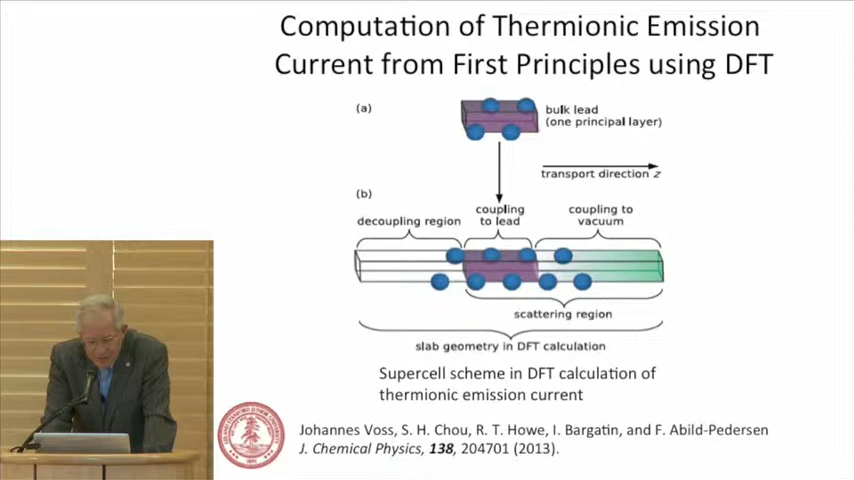 Computation of Thermionic Emission
Current from First Principles using DFT
(a)
bulk lead
(one principal layer)
transport direction z
(b)
decoupling region
coupling
to lead
coupling to
vacuum
scattering region
slab geometry in DFT calculation
Supercell scheme in DFT calculation of
thermionic emission current
Johannes Voss, S. H. Chou, R. T. Howe, I. Bargatin, and F. Abild-Pedersen
J. Chemical Physics, 138, 204701 (2013).